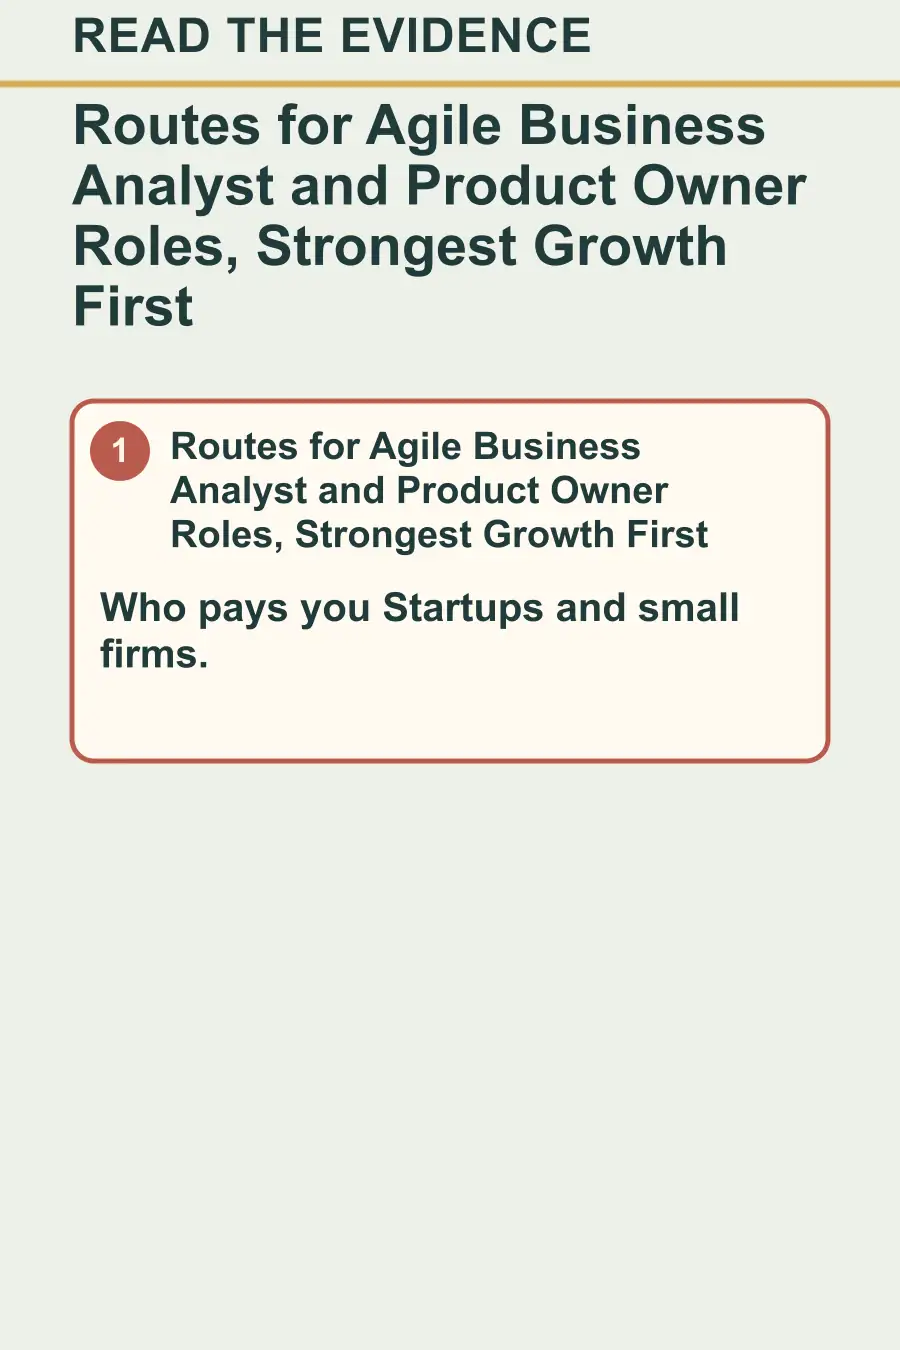 READ THE EVIDENCE
Routes for Agile Business
Analyst and Product Owner
Roles, Strongest Growth
First
1
Routes for Agile Business
Analyst and Product Owner
Roles, Strongest Growth First
Who pays you Startups and small
firms.